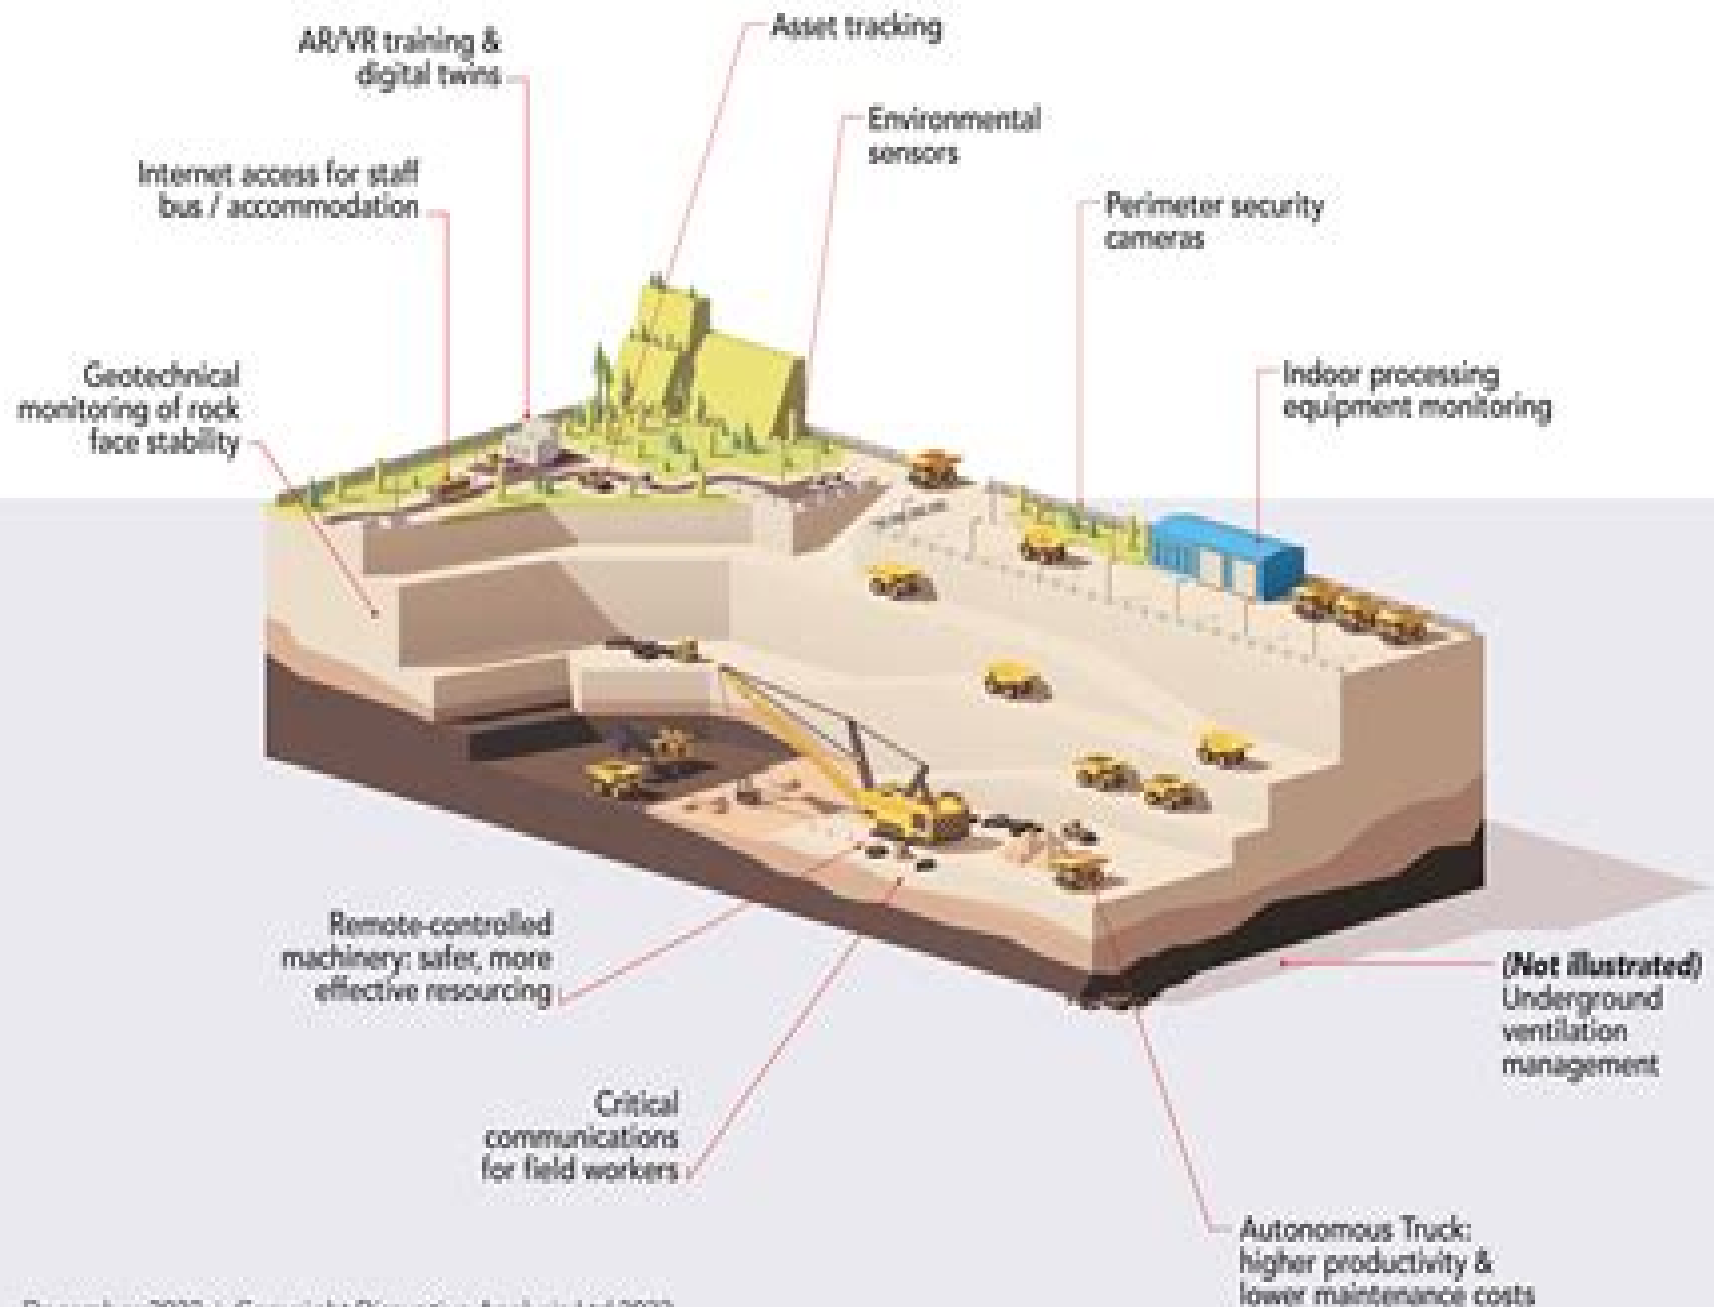 AR/VR training &
digital twins
Asset tracking
Environmental
sensors
Internet access for staff
bus / accommodation
Perimeter security
cameras
Geotechnical
monitoring of rock
face stability
Indoor processing
equipment monitoring
Remote-controlled
machinery: safer, more
effective resourcing
(Not illustrated)
Underground
ventilation
management
Critical
communications
for field workers
Autonomous Truck:
higher productivity &
lower maintenance costs